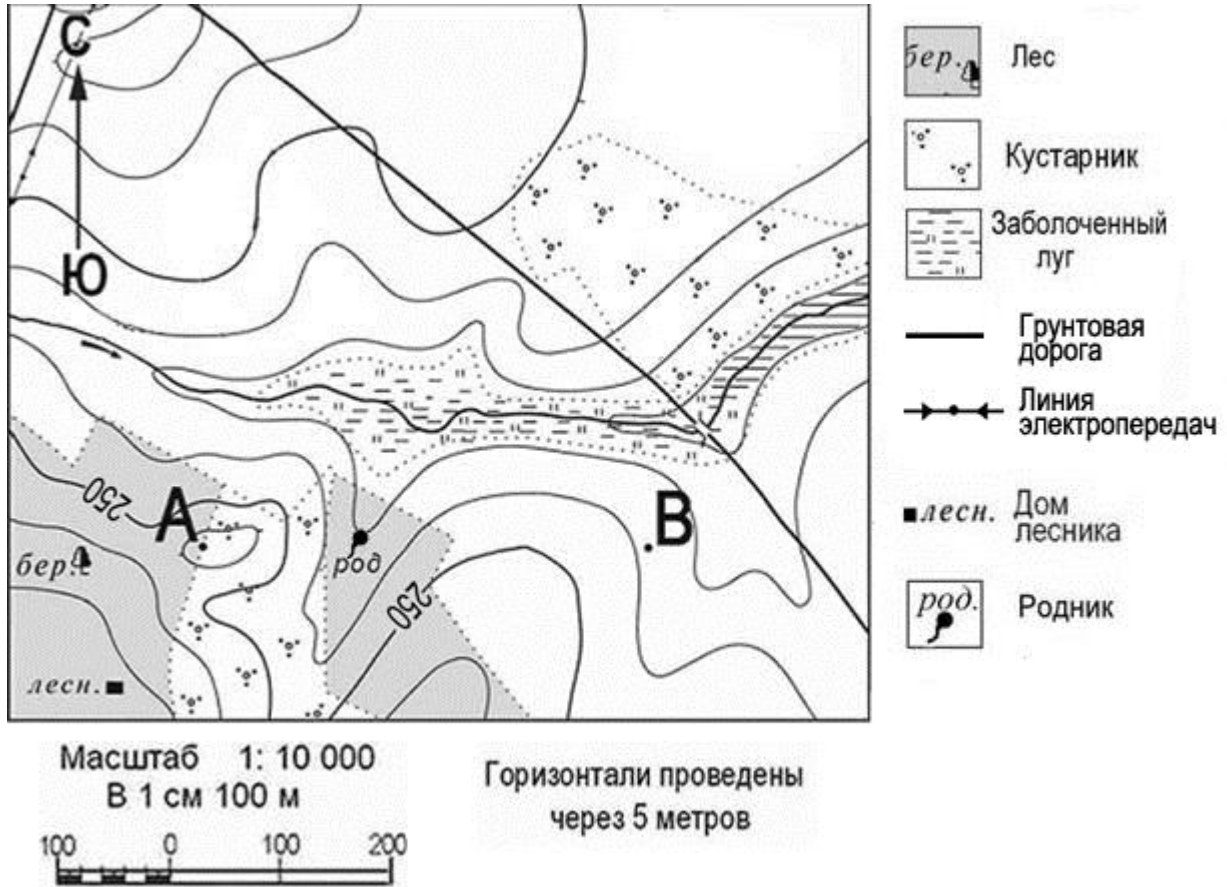 С
Ю
250
А
бер.
лесн.
род
250
В
бер.
Лес
Кустарник
Заболоченный
луг
Грунтовая
дорога
Линия
электропередач
лесн.
Дом
лесника
род.
Родник
Масштаб 1: 10 000
В 1 см 100 м
100 0 100 200
Горизонтали проведены
через 5 метров